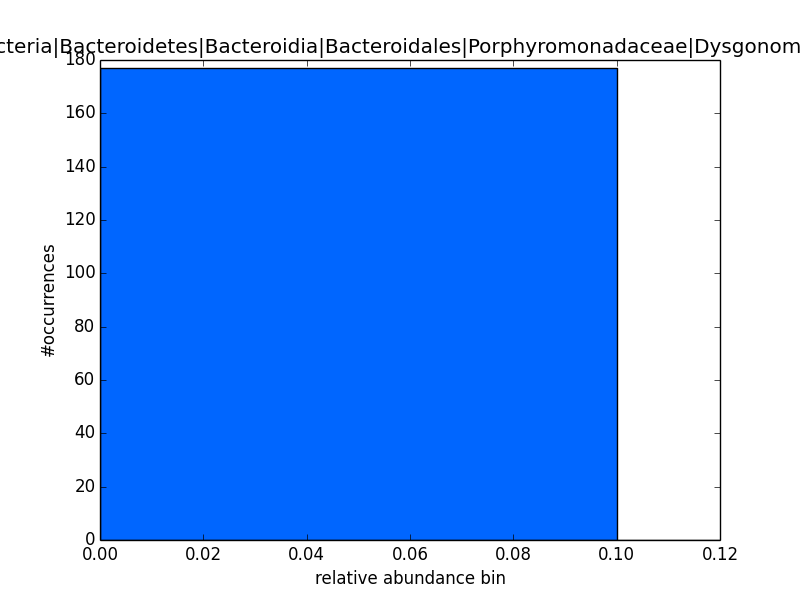 cteria|Bacteroidetes|Bacteroidia|Bacteroidales|Porphyromonadaceae|Dysgonom
180
160
140
120
100
80
60
40
20
0
#occurrences
0.00 0.02 0.04 0.06 0.08 0.10 0.12
relative abundance bin